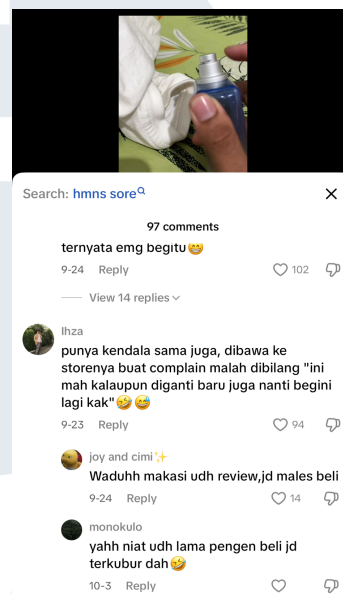 Search: hmns sore
97 comments
ternyata emg begitu😁
9-24 Reply 102
View 14 replies
Ihza
punya kendala sama juga, dibawa ke
storenya buat complain malah dibilang "ini
mah kalaupun diganti baru juga nanti begini
lagi kak"🤣😅
9-23 Reply 94
joy and cimi✨
Waduhh makasi udh review,jd males beli
9-24 Reply 14
monokulo
yahh niat udh lama pengen beli jd
terkubur dah🤣
10-3 Reply